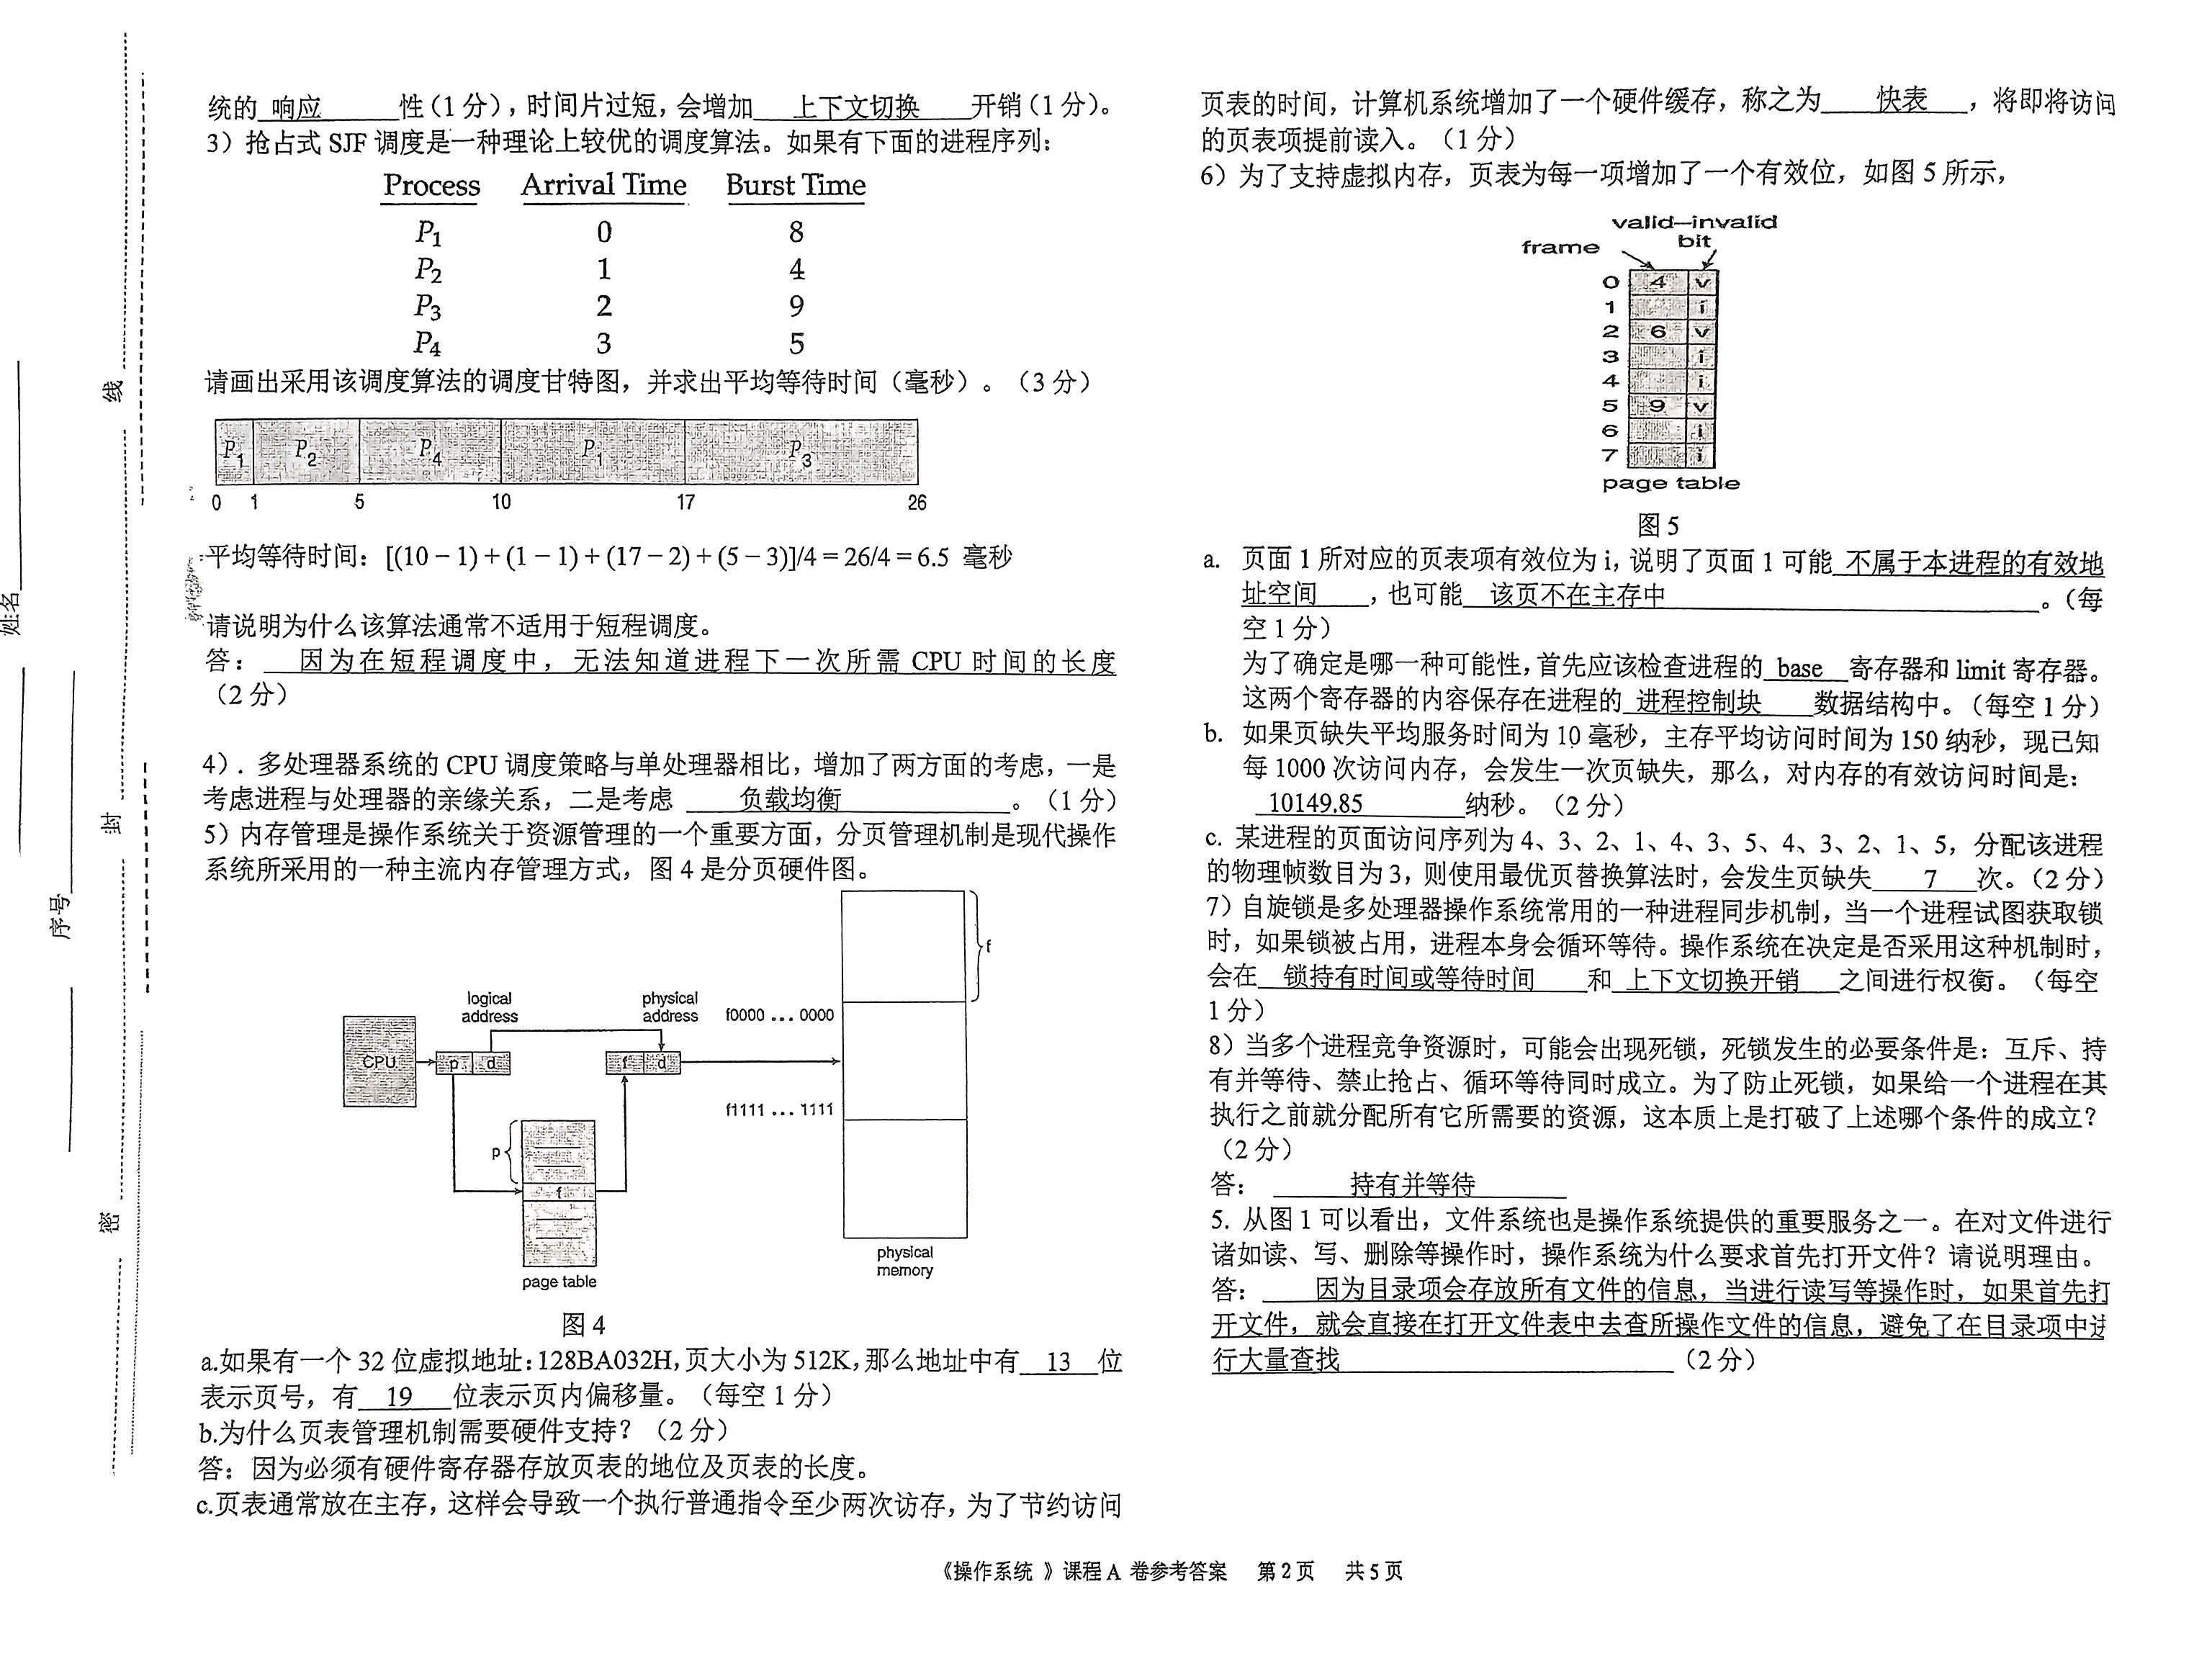 统的 响应 性(1分),时间片过短,会增加 上下文切换 开销(1分)。
3)抢占式 SJF 调度是一种理论上较优的调度算法。如果有下面的进程序列:
Process Arrival Time Burst Time
P1 0 8
P2 1 4
P3 2 9
P4 3 5
请画出采用该调度算法的调度甘特图,并求出平均等待时间(毫秒)。(3分)
P1 P2 P4 P1 P3
0 1 5 10 17 26
平均等待时间:[(10 − 1) + (1 − 1) + (17 − 2) + (5 − 3)]/4 = 26/4 = 6.5 毫秒
请说明为什么该算法通常不适用于短程调度。
答: 因为在短程调度中,无法知道进程下一次所需 CPU 时间的长度
(2分)
4).多处理器系统的 CPU 调度策略与单处理器相比,增加了两方面的考虑,一是
考虑进程与处理器的亲缘关系,二是考虑 负载均衡 。(1分)
5)内存管理是操作系统关于资源管理的一个重要方面,分页管理机制是现代操作
系统所采用的一种主流内存管理方式,图 4 是分页硬件图。
logical address
physical address
f0000 ... 0000
f
CPU
p d
f d
f1111 ... 1111
p
f
physical memory
page table
图 4
a.如果有一个 32 位虚拟地址:128BA032H,页大小为 512K,那么地址中有 13 位
表示页号,有 19 位表示页内偏移量。(每空 1 分)
b.为什么页表管理机制需要硬件支持?(2 分)
答:因为必须有硬件寄存器存放页表的地位及页表的长度。
c.页表通常放在主存,这样会导致一个执行普通指令至少两次访存,为了节约访问
页表的时间,计算机系统增加了一个硬件缓存,称之为 快表 ,将即将访问
的页表项提前读入。(1分)
6)为了支持虚拟内存,页表为每一项增加了一个有效位,如图 5 所示,
valid–invalid
bit
frame
0 4 v
1 i
2 6 v
3 i
4 i
5 9 v
6 i
7 i
page table
图 5
a. 页面 1 所对应的页表项有效位为 i,说明了页面 1 可能 不属于本进程的有效地
址空间 ,也可能 该页不在主存中 。(每
空 1 分)
为了确定是哪一种可能性,首先应该检查进程的 base 寄存器和 limit 寄存器。
这两个寄存器的内容保存在进程的 进程控制块 数据结构中。(每空 1 分)
b. 如果页缺失平均服务时间为 10 毫秒,主存平均访问时间为 150 纳秒,现已知
每 1000 次访问内存,会发生一次页缺失,那么,对内存的有效访问时间是:
10149.85 纳秒。(2 分)
c. 某进程的页面访问序列为 4、3、2、1、4、3、5、4、3、2、1、5,分配该进程
的物理帧数目为 3,则使用最优页替换算法时,会发生页缺失 7 次。(2 分)
7)自旋锁是多处理器操作系统常用的一种进程同步机制,当一个进程试图获取锁
时,如果锁被占用,进程本身会循环等待。操作系统在决定是否采用这种机制时,
会在 锁持有时间或等待时间 和 上下文切换开销 之间进行权衡。(每空
1 分)
8)当多个进程竞争资源时,可能会出现死锁,死锁发生的必要条件是:互斥、持
有并等待、禁止抢占、循环等待同时成立。为了防止死锁,如果给一个进程在其
执行之前就分配所有它所需要的资源,这本质上是打破了上述哪个条件的成立?
(2 分)
答: 持有并等待
5. 从图 1 可以看出,文件系统也是操作系统提供的重要服务之一。在对文件进行
诸如读、写、删除等操作时,操作系统为什么要求首先打开文件?请说明理由。
答: 因为目录项会存放所有文件的信息,当进行读写等操作时,如果首先打
开文件,就会直接在打开文件表中去查所操作文件的信息,避免了在目录项中进
行大量查找 (2 分)
《操作系统 》课程 A 卷参考答案 第 2 页 共 5 页
姓名
序号
线
封
密